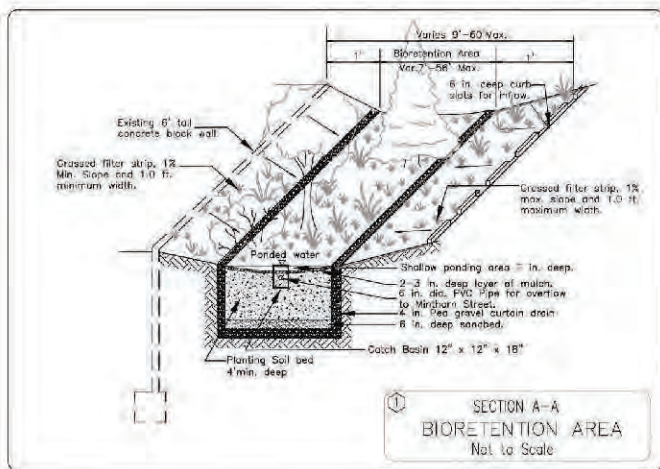 Varies 9'-60 Max.
1'
Bioretention Area
1'
Var.7'-56' Max.
6 in. deep curb
slots for inflow.
Existing 6' tall
concrete block wall
Grassed filter strip, 1%
Min. Slope and 1.0 ft.
minimum width.
Grassed filter strip, 1%
max. slope and 1.0 ft.
maximum width.
Ponded water
Shallow ponding area in. deep.
2-3 in. deep layer of mulch.
6 in. dia. PVC Pipe for overflow
to Minthorn Street.
4 in. Pea gravel curtain drain
in. deep sandbed.
Catch Basin 12" x 12" x 18"
Planting Soil bed
4'min. deep
1
SECTION A-A
BIORETENTION AREA
Not to Scale